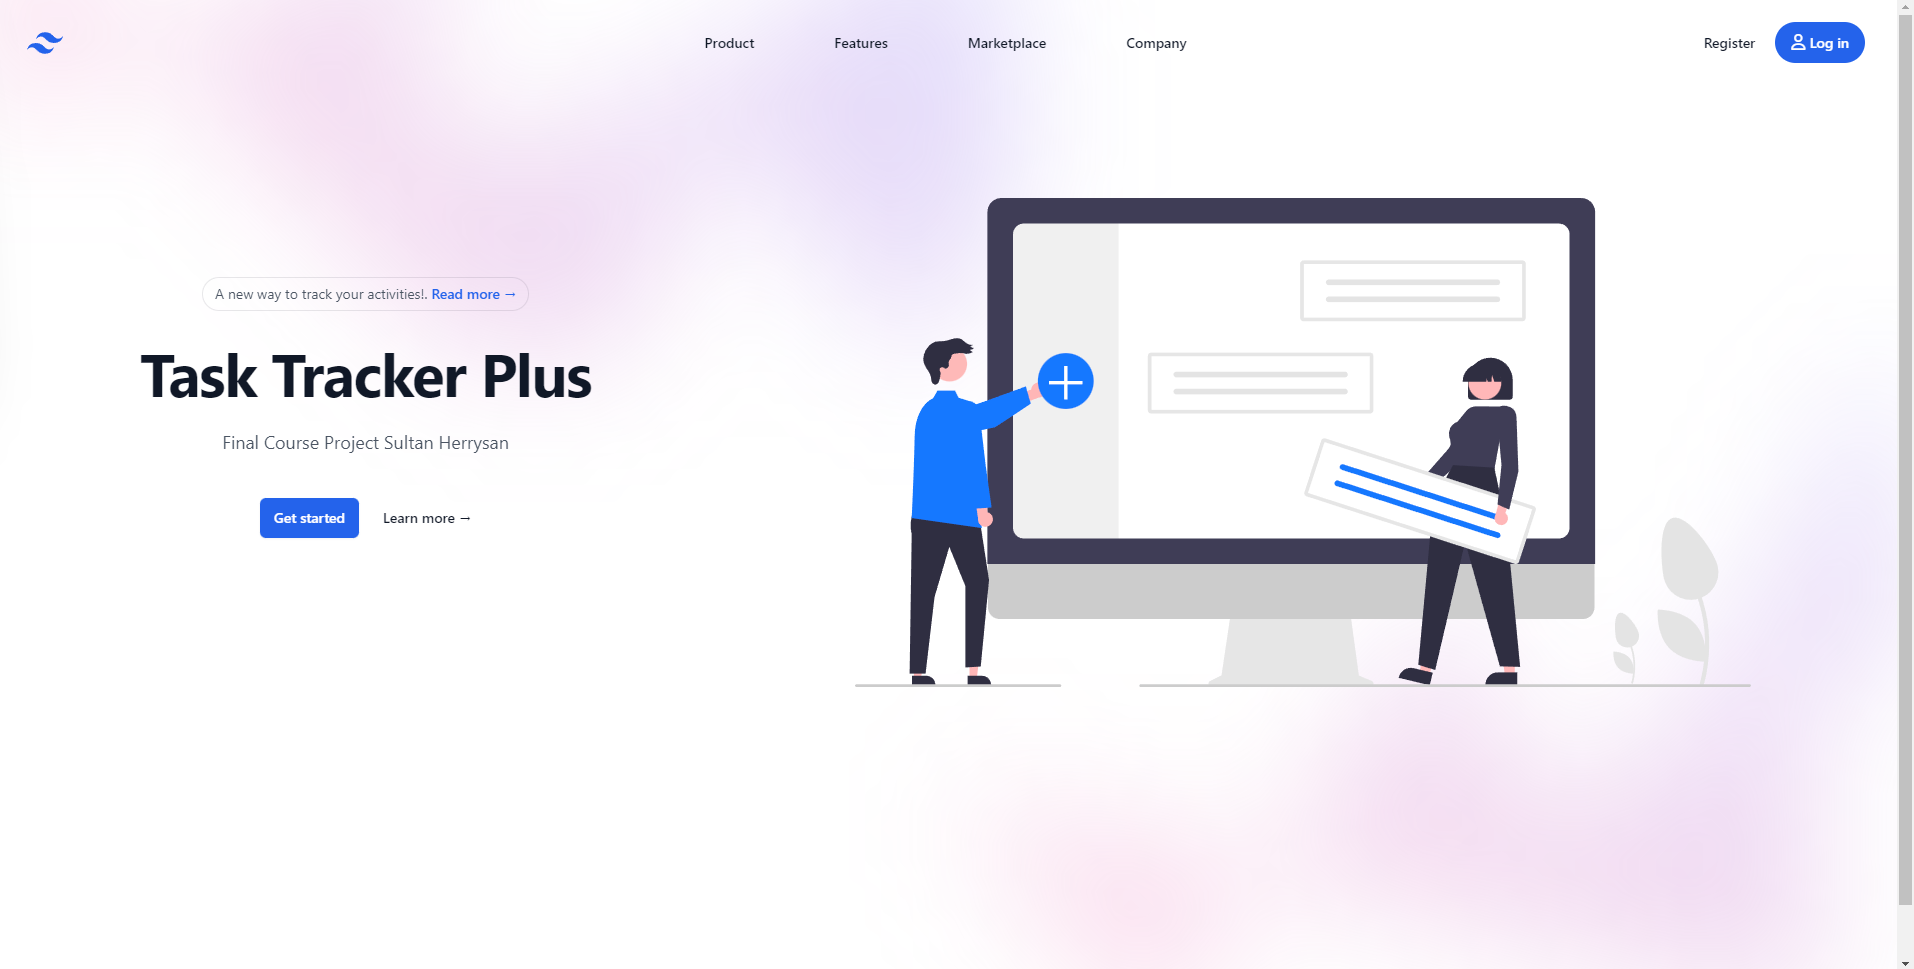 Product
Features
Marketplace
Company
Register
Log in
A new way to track your activities!. Read more →
Task Tracker Plus
Final Course Project Sultan Herrysan
Get started
Learn more →